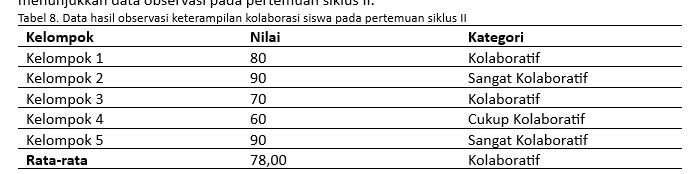 menunjukkan data observasi pada pertemuan siklus II.
Tabel 8. Data hasil observasi keterampilan kolaborasi siswa pada pertemuan siklus II
Kelompok Nilai Kategori
Kelompok 1 80 Kolaboratif
Kelompok 2 90 Sangat Kolaboratif
Kelompok 3 70 Kolaboratif
Kelompok 4 60 Cukup Kolaboratif
Kelompok 5 90 Sangat Kolaboratif
Rata-rata 78,00 Kolaboratif